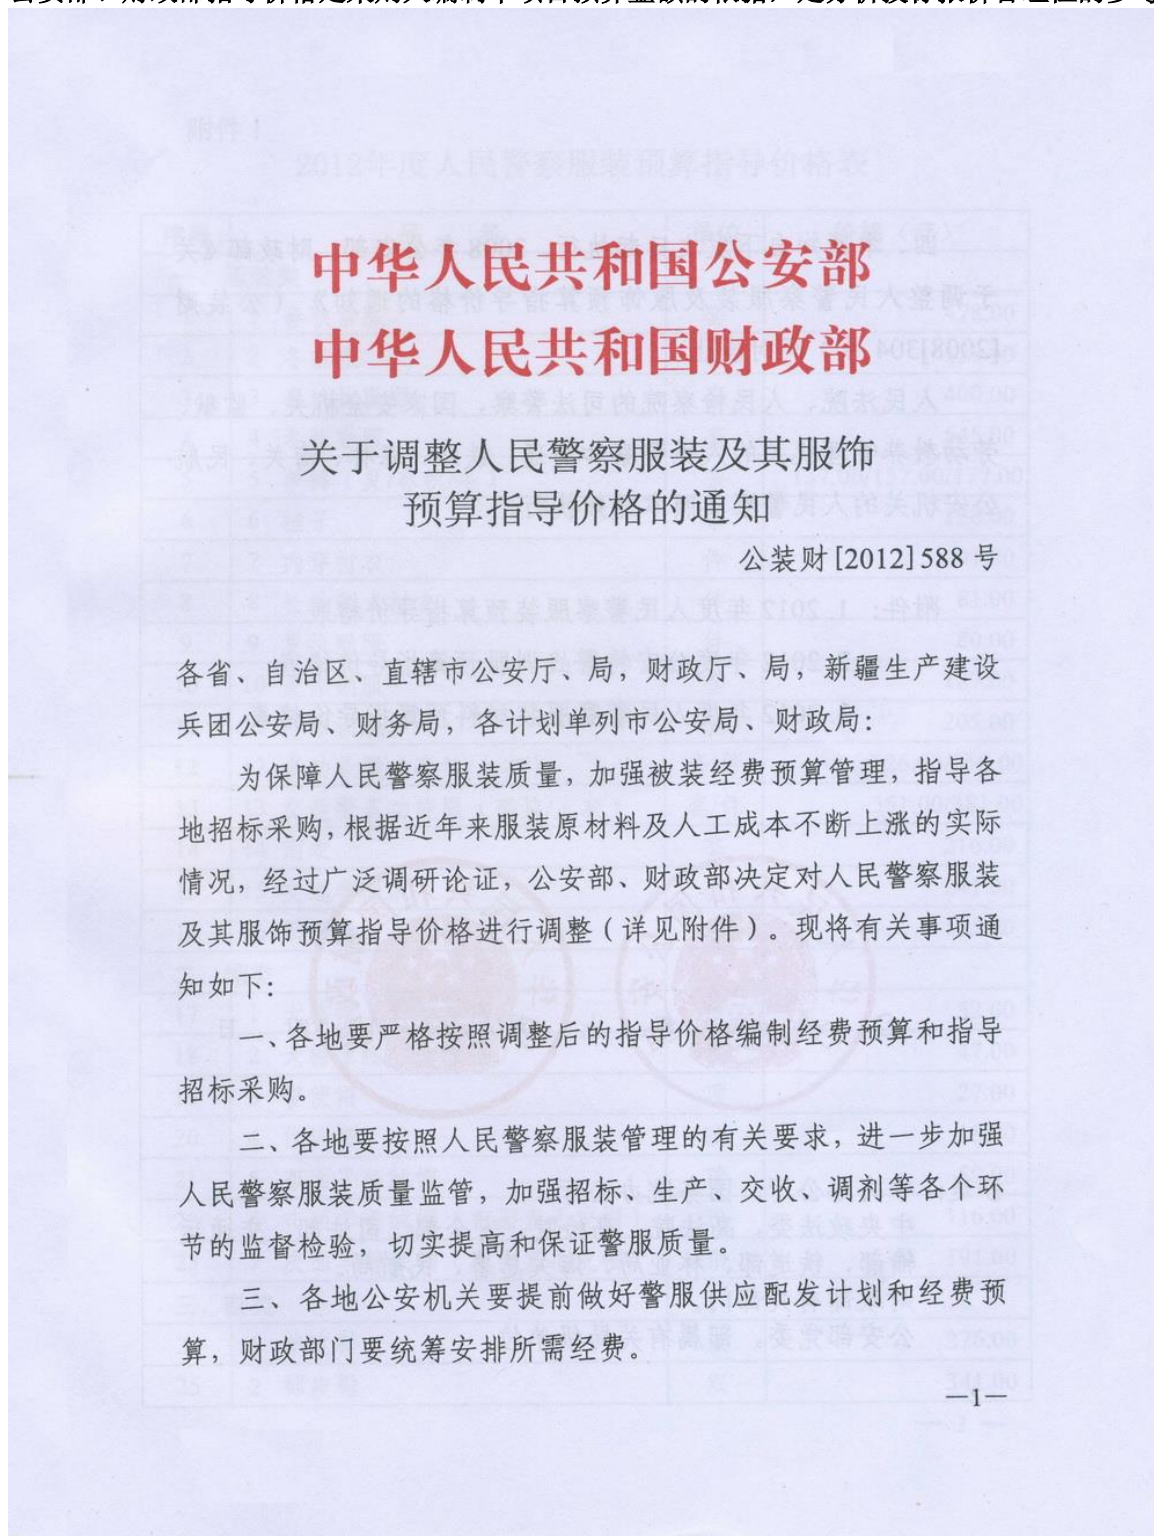 中华人民共和国公安部
中华人民共和国财政部
关于调整人民警察服装及其服饰
预算指导价格的通知
公装财[2012]588 号
各省、自治区、直辖市公安厅、局，财政厅、局，新疆生产建设
兵团公安局、财务局，各计划单列市公安局、财政局：
为保障人民警察服装质量，加强被装经费预算管理，指导各
地招标采购，根据近年来服装原材料及人工成本不断上涨的实际
情况，经过广泛调研论证，公安部、财政部决定对人民警察服装
及其服饰预算指导价格进行调整（详见附件）。现将有关事项通
知如下：
一、各地要严格按照调整后的指导价格编制经费预算和指导
招标采购。
二、各地要按照人民警察服装管理的有关要求，进一步加强
人民警察服装质量监管，加强招标、生产、交收、调剂等各个环
节的监督检验，切实提高和保证警服质量。
三、各地公安机关要提前做好警服供应配发计划和经费预
算，财政部门要统筹安排所需经费。
—1—